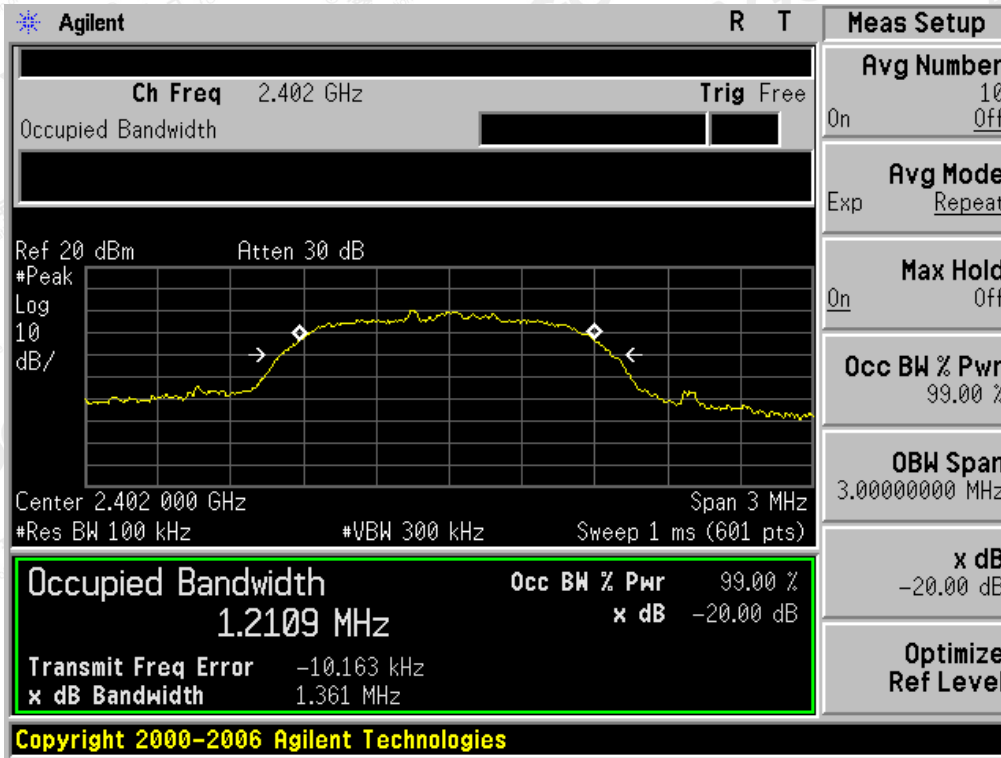 Agilent R T
Ch Freq 2.402 GHz Trig Free
Occupied Bandwidth
Ref 20 dBm Atten 30 dB
#Peak
Log
10
dB/
Center 2.402 000 GHz Span 3 MHz
#Res BW 100 kHz #VBW 300 kHz Sweep 1 ms (601 pts)
Occupied Bandwidth Occ BW % Pwr 99.00 %
1.2109 MHz x dB -20.00 dB
Transmit Freq Error -10.163 kHz
x dB Bandwidth 1.361 MHz
Copyright 2000-2006 Agilent Technologies
Meas Setup
Avg Number
10
On Off
Avg Mode
Exp Repeat
Max Hold
On Off
Occ BW % Pwr
99.00 %
OBW Span
3.00000000 MHz
x dB
-20.00 dB
Optimize
Ref Level